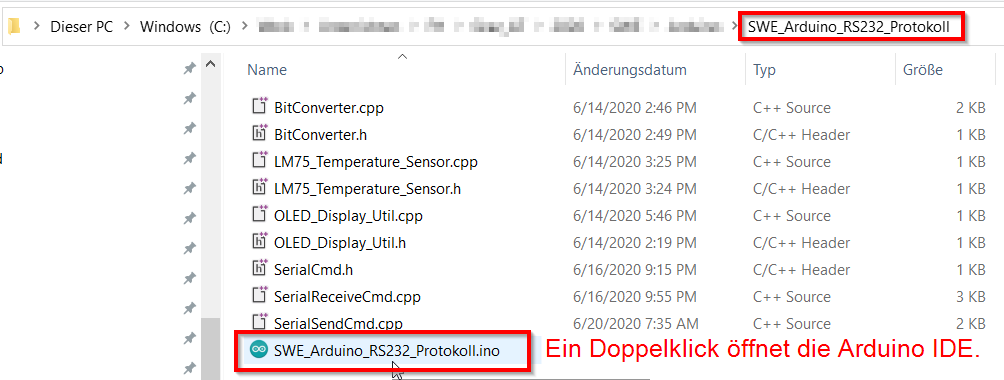 Dieser PC Windows (C:) SWE_Arduino_RS232_Protokoll
Name Änderungsdatum Typ Größe
BitConverter.cpp 6/14/2020 2:46 PM C++ Source 2 KB
BitConverter.h 6/14/2020 2:49 PM C/C++ Header 1 KB
LM75_Temperature_Sensor.cpp 6/14/2020 3:25 PM C++ Source 1 KB
LM75_Temperature_Sensor.h 6/14/2020 3:24 PM C/C++ Header 1 KB
OLED_Display_Util.cpp 6/14/2020 5:46 PM C++ Source 1 KB
OLED_Display_Util.h 6/14/2020 2:19 PM C/C++ Header 1 KB
SerialCmd.h 6/16/2020 9:15 PM C/C++ Header 1 KB
SerialReceiveCmd.cpp 6/16/2020 9:55 PM C++ Source 3 KB
SerialSendCmd.cpp 6/20/2020 7:35 AM C++ Source 2 KB
SWE_Arduino_RS232_Protokoll.ino Ein Doppelklick öffnet die Arduino IDE.